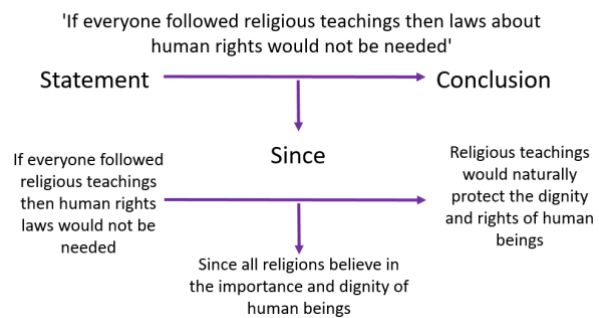 'If everyone followed religious teachings then laws about
human rights would not be needed'
Statement
Conclusion
Since
If everyone followed
religious teachings
then human rights
laws would not be
needed
Religious teachings
would naturally
protect the dignity
and rights of human
beings
Since all religions believe in
the importance and dignity of
human beings